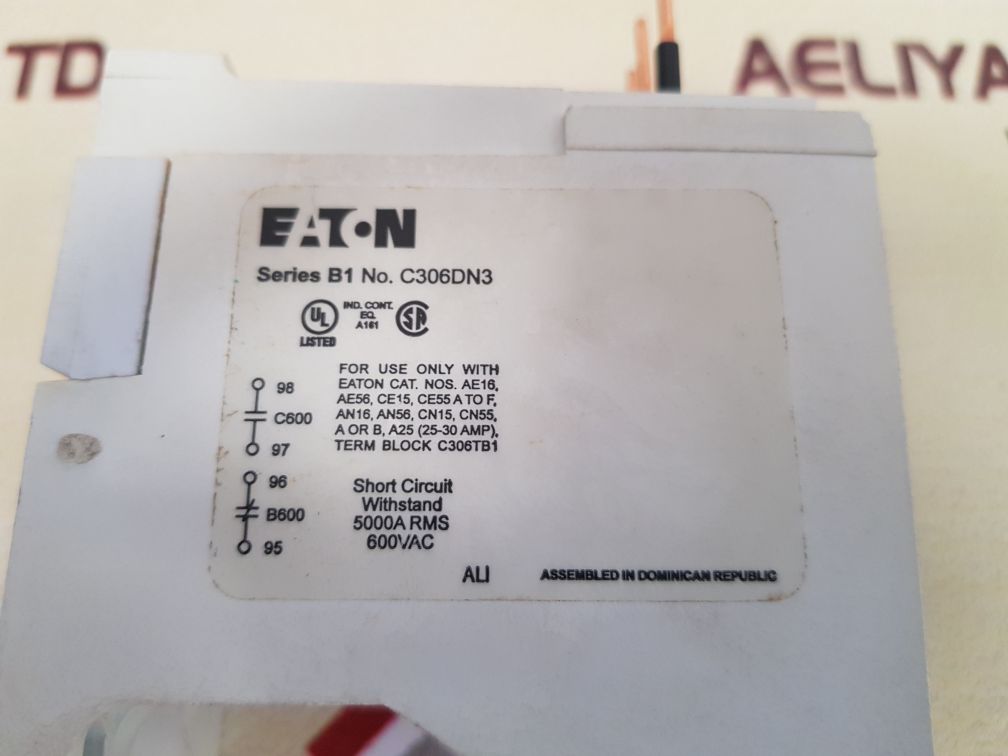 TD
AELIYA
EATON
Series B1 No. C306DN3
UL
LISTED
IND. CONT.
EQ.
A161
SA
98
C600
97
96
B600
95
FOR USE ONLY WITH
EATON CAT. NOS. AE16,
AE56, CE15, CE55 A TO F,
AN16, AN56, CN15, CN55,
A OR B, A25 (25-30 AMP).
TERM BLOCK C306TB1
Short Circuit
Withstand
5000A RMS
600VAC
ALI
ASSEMBLED IN DOMINICAN REPUBLIC